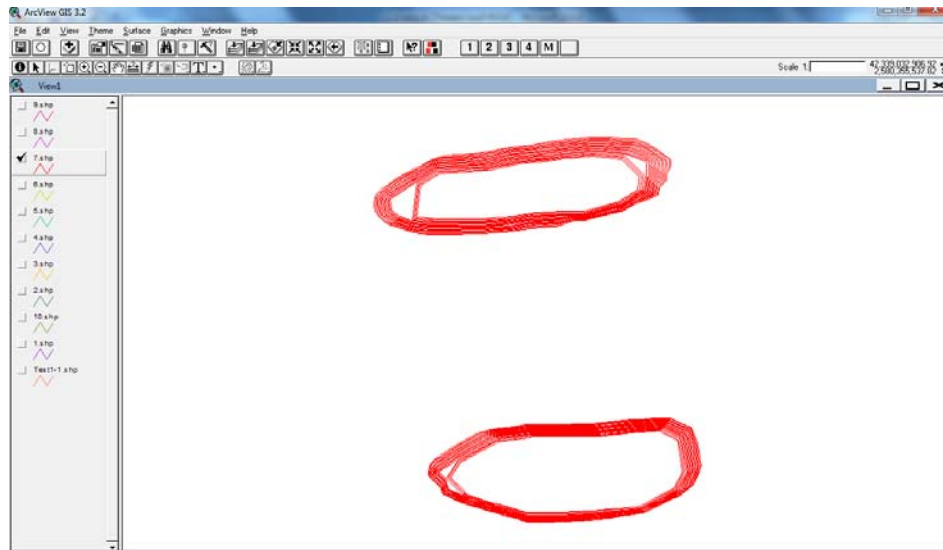 ArcView GIS 3.2
File Edit View Theme Surface Graphics Window Help
1 2 3 4 M
T
Scale 1:
View1
9.shp
8.shp
7.shp
6.shp
5.shp
4.shp
3.shp
2.shp
10.shp
1.shp
Test1-1.shp